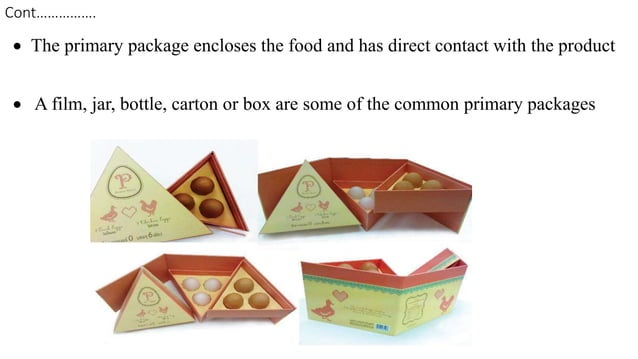 Cont................
• The primary package encloses the food and has direct contact with the product
• A film, jar, bottle, carton or box are some of the common primary packages
P
P
P